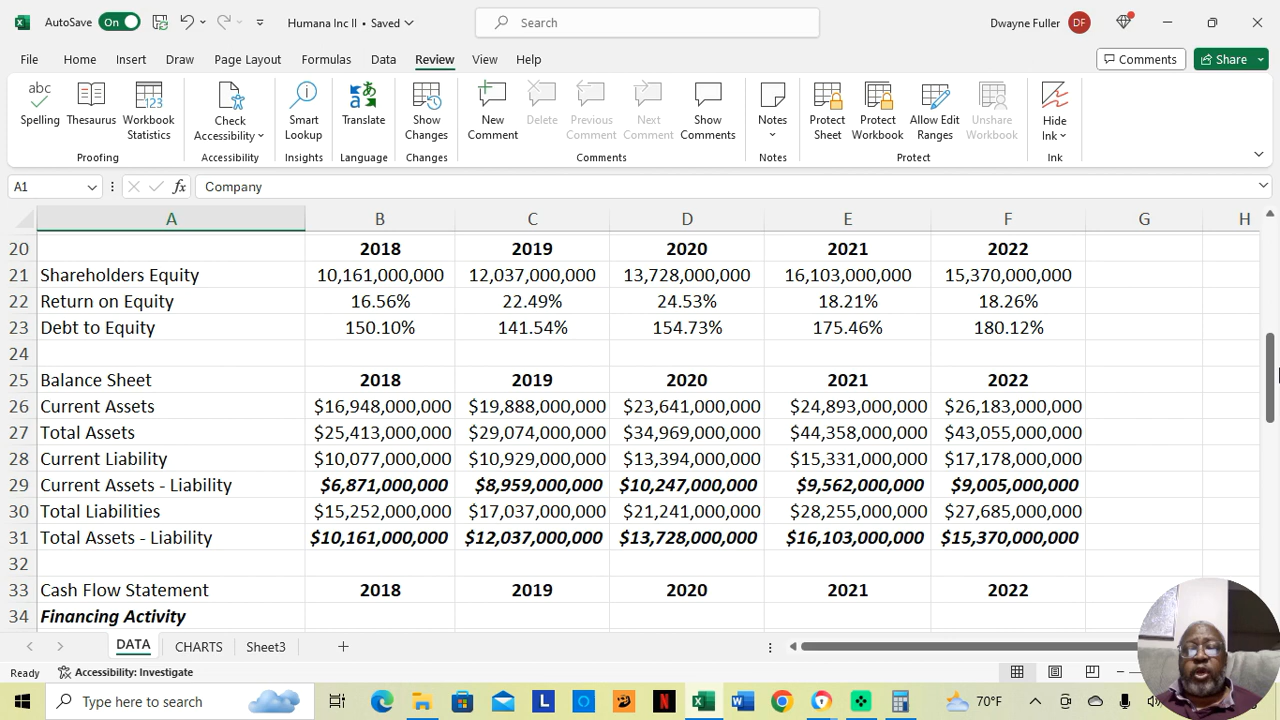 AutoSave On Humana Inc II • Saved Search Dwayne Fuller DF
File Home Insert Draw Page Layout Formulas Data Review View Help Comments Share
Spelling Thesaurus Workbook Statistics Check Accessibility Smart Lookup Translate Show Changes New Comment Delete Previous Comment Next Comment Show Comments Notes Protect Sheet Protect Workbook Allow Edit Ranges Unshare Workbook Hide Ink
Proofing Accessibility Insights Language Changes Comments Notes Protect Ink
A1 fx Company
A B C D E F G H
20 2018 2019 2020 2021 2022
21 Shareholders Equity 10,161,000,000 12,037,000,000 13,728,000,000 16,103,000,000 15,370,000,000
22 Return on Equity 16.56% 22.49% 24.53% 18.21% 18.26%
23 Debt to Equity 150.10% 141.54% 154.73% 175.46% 180.12%
24
25 Balance Sheet 2018 2019 2020 2021 2022
26 Current Assets $16,948,000,000 $19,888,000,000 $23,641,000,000 $24,893,000,000 $26,183,000,000
27 Total Assets $25,413,000,000 $29,074,000,000 $34,969,000,000 $44,358,000,000 $43,055,000,000
28 Current Liability $10,077,000,000 $10,929,000,000 $13,394,000,000 $15,331,000,000 $17,178,000,000
29 Current Assets - Liability $6,871,000,000 $8,959,000,000 $10,247,000,000 $9,562,000,000 $9,005,000,000
30 Total Liabilities $15,252,000,000 $17,037,000,000 $21,241,000,000 $28,255,000,000 $27,685,000,000
31 Total Assets - Liability $10,161,000,000 $12,037,000,000 $13,728,000,000 $16,103,000,000 $15,370,000,000
32
33 Cash Flow Statement 2018 2019 2020 2021 2022
34 Financing Activity
DATA CHARTS Sheet3
Ready Accessibility: Investigate
Type here to search 70°F